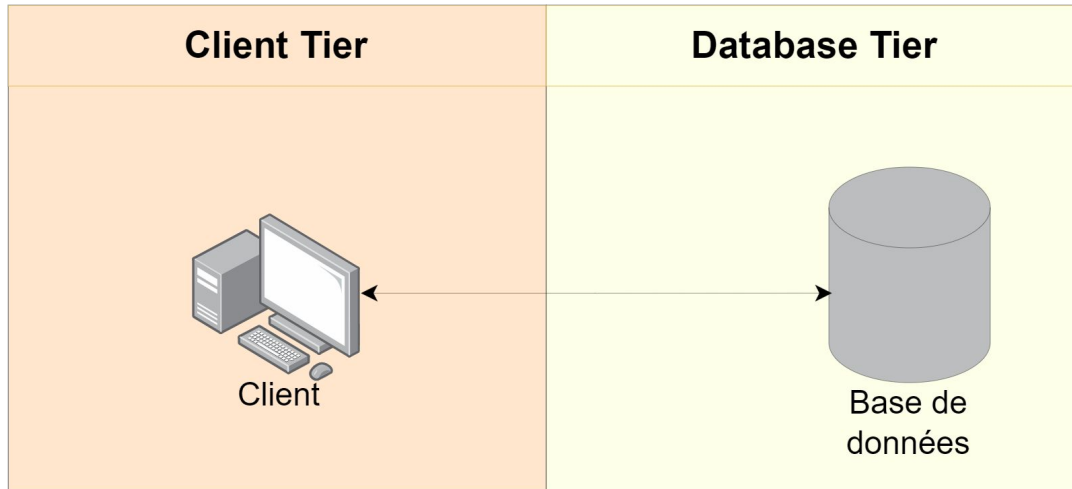 Client Tier
Database Tier
Client
Base de
données